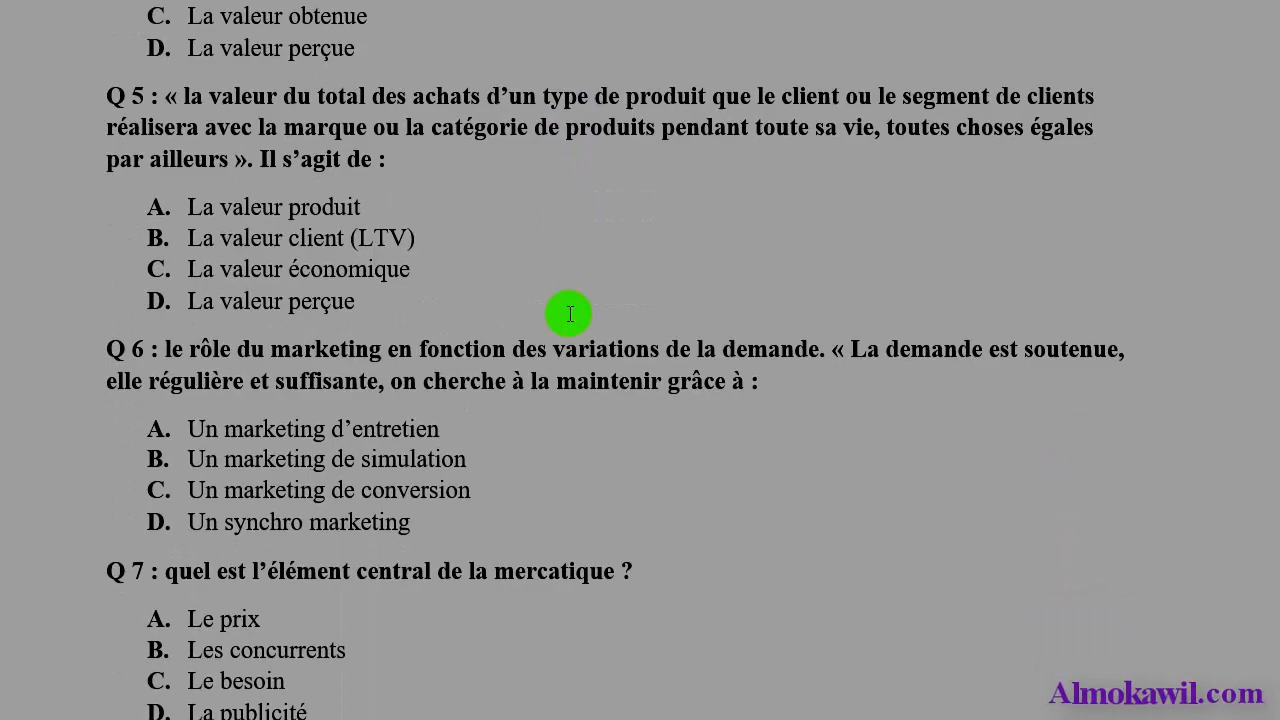 C. La valeur obtenue
D. La valeur perçue
Q 5 : « la valeur du total des achats d’un type de produit que le client ou le segment de clients
réalisera avec la marque ou la catégorie de produits pendant toute sa vie, toutes choses égales
par ailleurs ». Il s’agit de :
A. La valeur produit
B. La valeur client (LTV)
C. La valeur économique
D. La valeur perçue
Q 6 : le rôle du marketing en fonction des variations de la demande. « La demande est soutenue,
elle régulière et suffisante, on cherche à la maintenir grâce à :
A. Un marketing d’entretien
B. Un marketing de simulation
C. Un marketing de conversion
D. Un synchro marketing
Q 7 : quel est l’élément central de la mercatique ?
A. Le prix
B. Les concurrents
C. Le besoin
D. La publicité
Almokawil.com